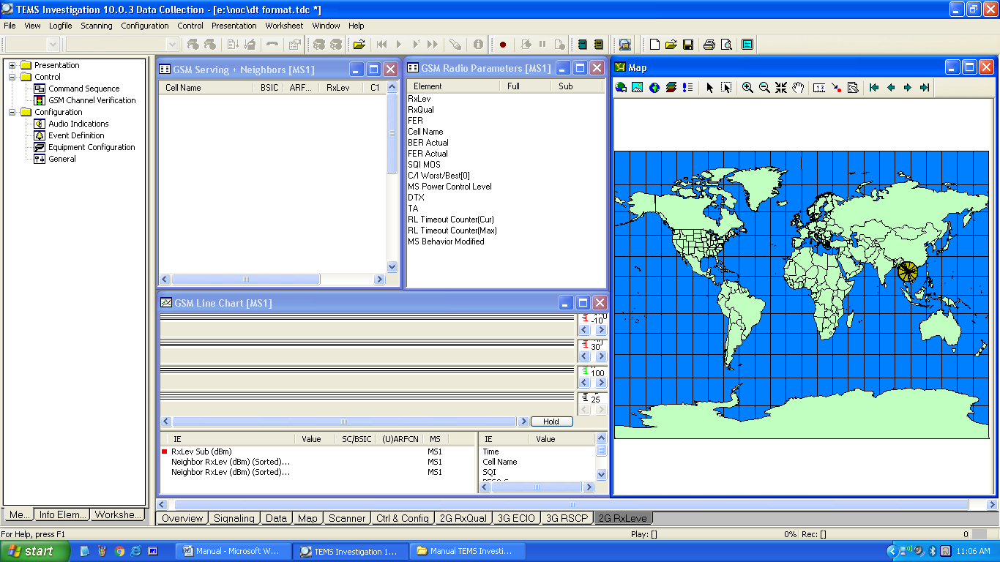 TEMS Investigation 10.0.3 Data Collection - [e:\noc\dt format.tdc *]
File View Logfile Scanning Configuration Control Presentation Worksheet Window Help
Presentation
Control
Command Sequence
GSM Channel Verification
Configuration
Audio Indications
Event Definition
Equipment Configuration
General
Me... Info Elem... Workshe...
GSM Serving + Neighbors [MS1]
Cell Name BSIC ARF... RxLev C1
GSM Radio Parameters [MS1]
Element Full Sub
RxLev
RxQual
FER
Cell Name
BER Actual
FER Actual
SQI MOS
C/I Worst/Best[0]
MS Power Control Level
DTX
TA
RL Timeout Counter(Cur)
RL Timeout Counter(Max)
MS Behavior Modified
Map
GSM Line Chart [MS1]
-10
30
100
25
Hold
IE Value SC/BSIC (U)ARFCN MS
RxLev Sub (dBm) MS1
Neighbor RxLev (dBm) (Sorted)... MS1
Neighbor RxLev (dBm) (Sorted)... MS1
IE Value
Time
Cell Name
SQI
Overview Signaling Data Map Scanner Ctrl & Config 2G RxQual 3G ECIO 3G RSCP 2G RxLeve
For Help, press F1 Play: [] 0% Rec: [] 0
start Manual - Microsoft W... TEMS Investigation 1... Manual TEMS Investi... 11:06 AM